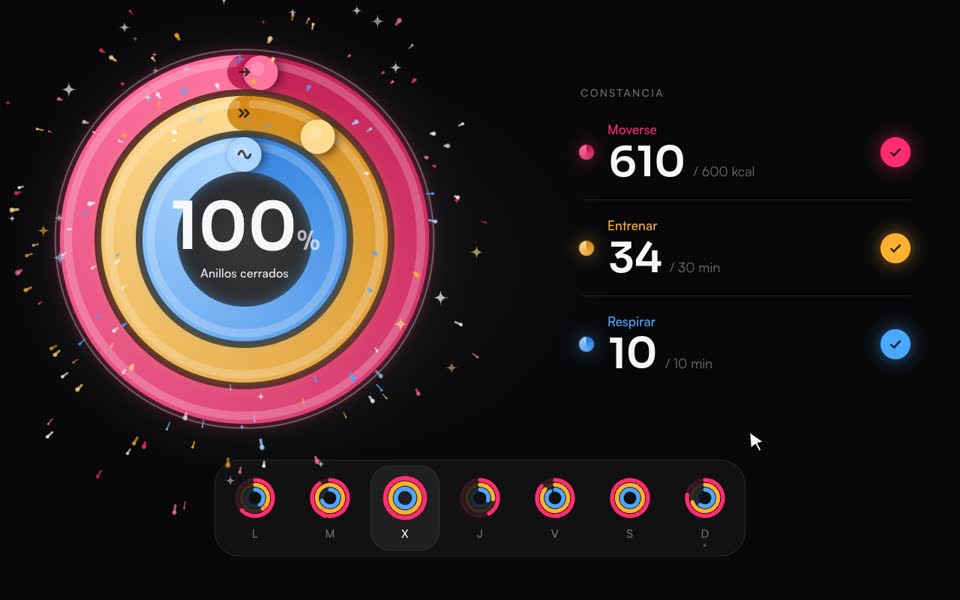 100%
Anillos cerrados
CONSTANCIA
Moverse
610 / 600 kcal
Entrenar
34 / 30 min
Respirar
10 / 10 min
L M X J V S D